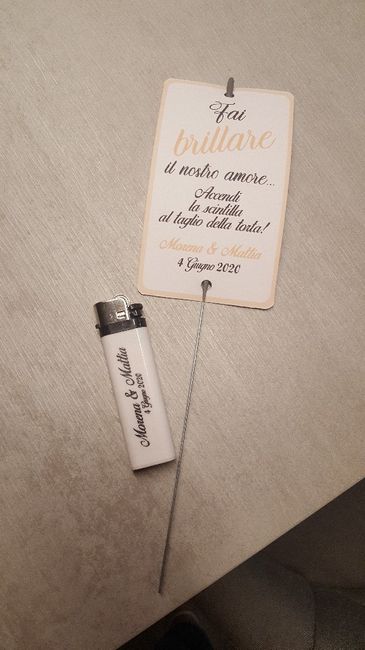 Fai
brillare
il nostro amore...
Accendi
la scintilla
al taglio della torta!
Morena & Mattia
4 Giugno 2020
Morena & Mattia
4 Giugno 2020